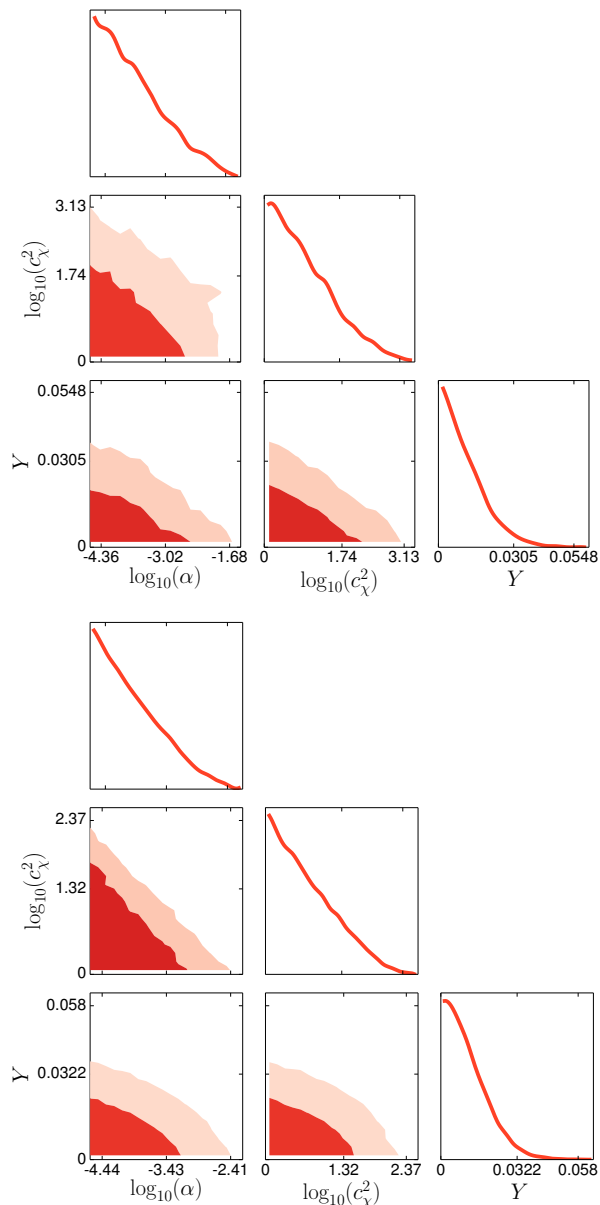 3.13
1.74
0
log₁₀(c²ᵪ)
0.0548
0.0305
0
Y
-4.36 -3.02 -1.68 0 1.74 3.13 0 0.0305 0.0548
log₁₀(α) log₁₀(c²ᵪ) Y
2.37
1.32
0
log₁₀(c²ᵪ)
0.058
0.0322
0
Y
-4.44 -3.43 -2.41 0 1.32 2.37 0 0.0322 0.058
log₁₀(α) log₁₀(c²ᵪ) Y